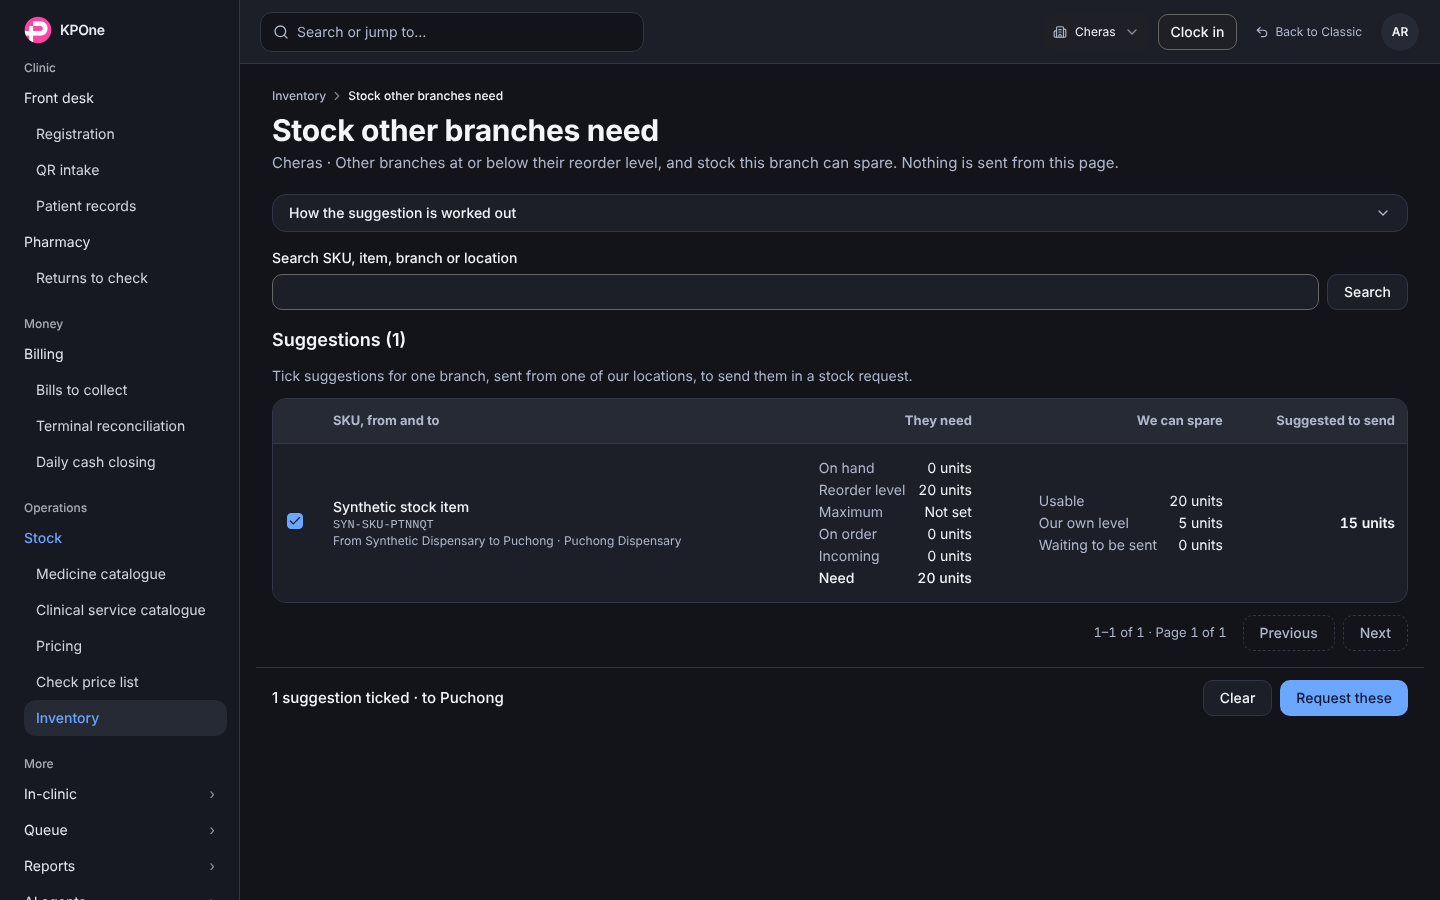 KPOne
Search or jump to...
Cheras
Clock in
Back to Classic
AR
Clinic
Front desk
Registration
QR intake
Patient records
Pharmacy
Returns to check
Money
Billing
Bills to collect
Terminal reconciliation
Daily cash closing
Operations
Stock
Medicine catalogue
Clinical service catalogue
Pricing
Check price list
Inventory
More
In-clinic
Queue
Reports
Inventory > Stock other branches need
Stock other branches need
Cheras · Other branches at or below their reorder level, and stock this branch can spare. Nothing is sent from this page.
How the suggestion is worked out
Search SKU, item, branch or location
Search
Suggestions (1)
Tick suggestions for one branch, sent from one of our locations, to send them in a stock request.
SKU, from and to They need We can spare Suggested to send
Synthetic stock item
SYN-SKU-PTNNQT
From Synthetic Dispensary to Puchong · Puchong Dispensary
On hand 0 units
Reorder level 20 units
Maximum Not set
On order 0 units
Incoming 0 units
Need 20 units
Usable 20 units
Our own level 5 units
Waiting to be sent 0 units
15 units
1–1 of 1 · Page 1 of 1
Previous
Next
1 suggestion ticked · to Puchong
Clear
Request these